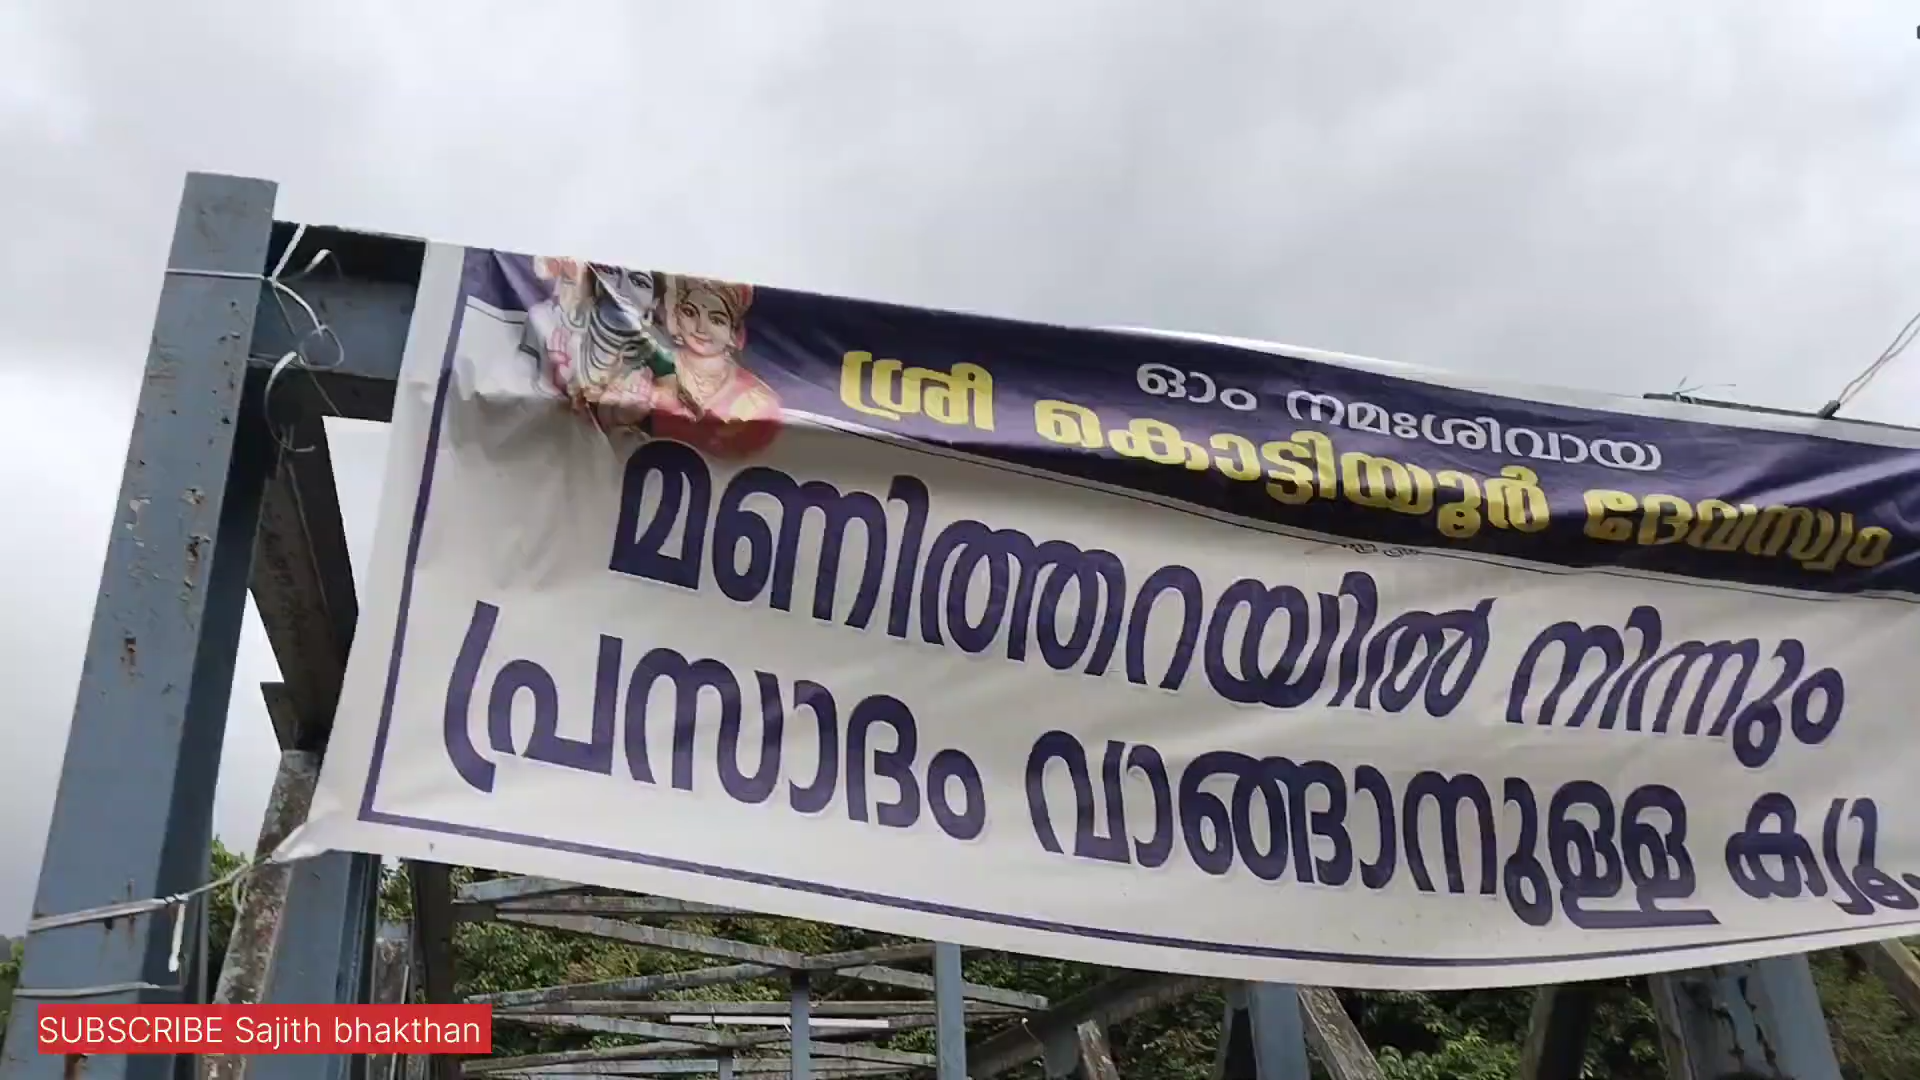 ഓം നമഃശിവായ
ശ്രീ കൊട്ടിയൂർ ദേവസ്വം
മണിത്തറയിൽ നിന്നും
പ്രസാദം വാങ്ങാനുള്ള ക്യൂ
SUBSCRIBE Sajith bhakthan